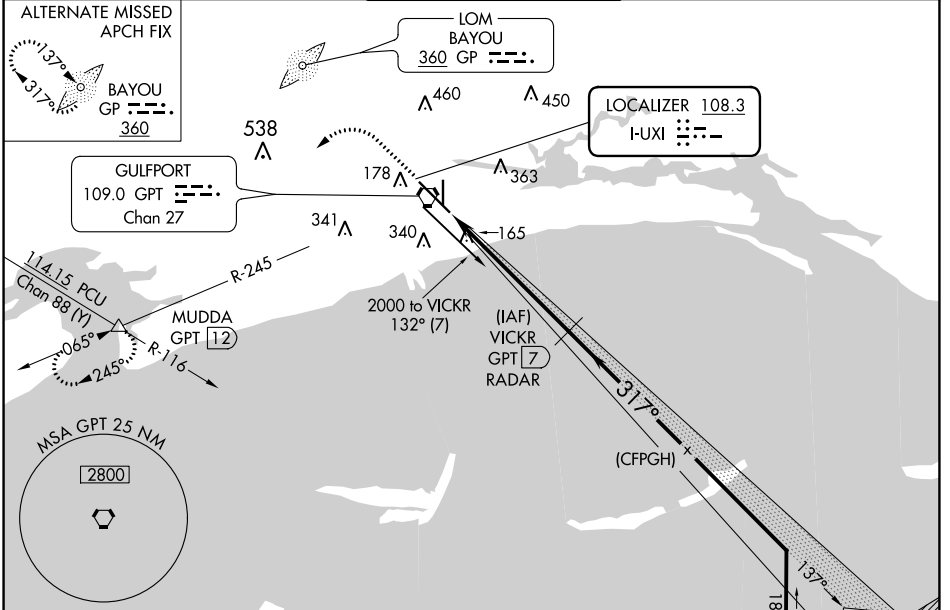 ALTERNATE MISSED
APCH FIX
137°
317°
BAYOU
GP
360
LOM
BAYOU
360 GP
460
450
LOCALIZER 108.3
I-UXI
538
GULFPORT
109.0 GPT
Chan 27
178
363
341
340
165
R-245
114.15 PCU
Chan 88 (Y)
MUDDA
GPT 12
065°
245°
R-116
2000 to VICKR
132° (7)
(IAF)
VICKR
GPT 7
RADAR
317°
(CFPGH)
x
MSA GPT 25 NM
2800
137°
18